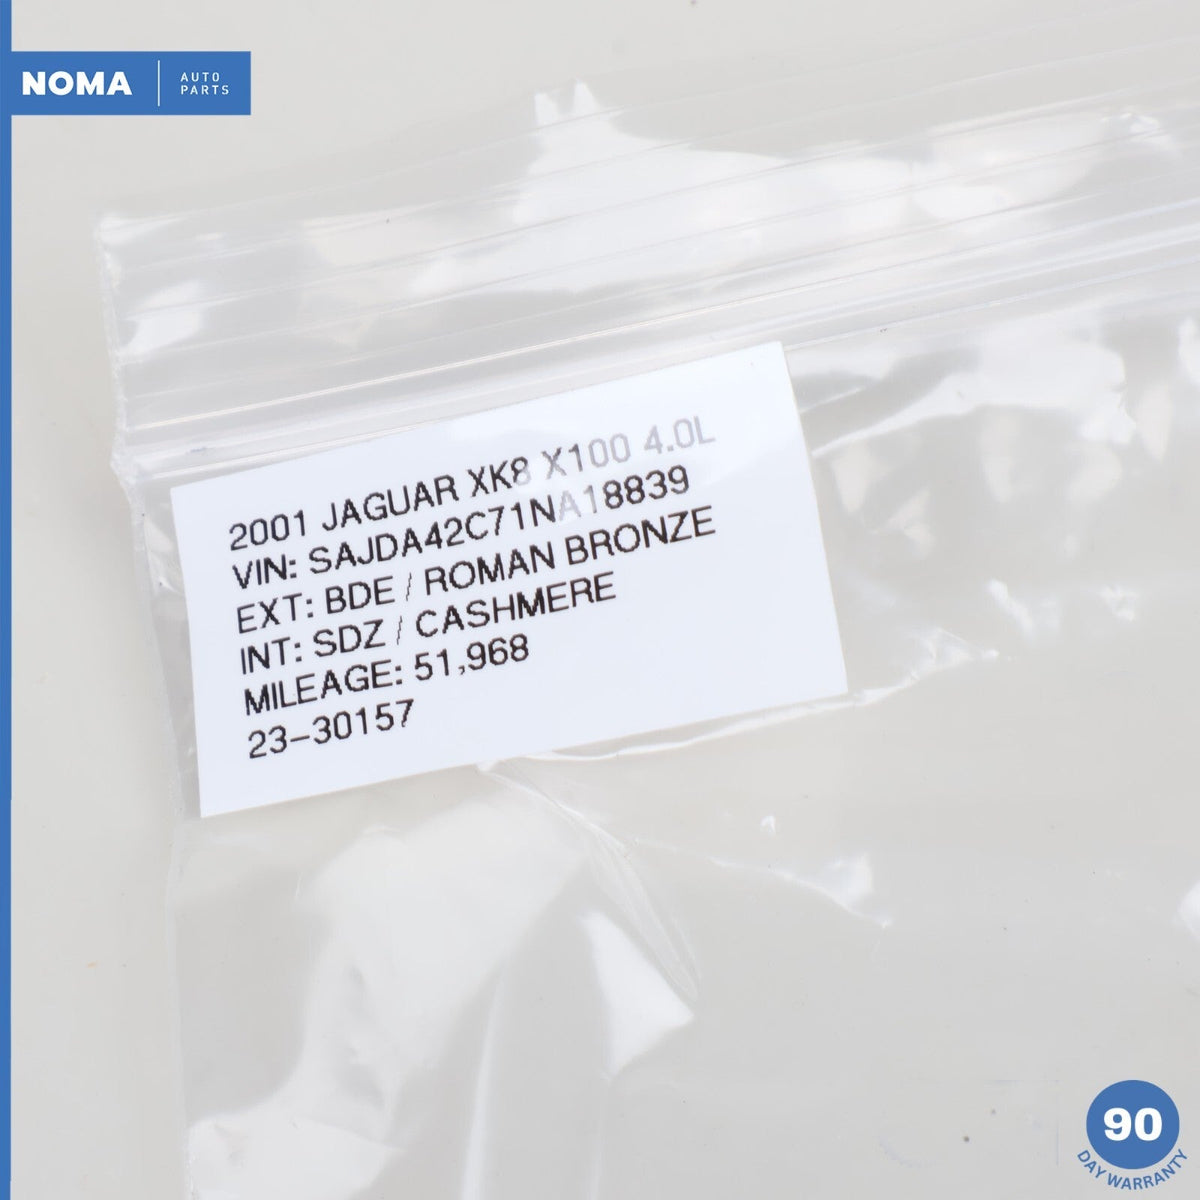 NOMA
AUTO
PARTS
2001 JAGUAR XK8 X100 4.0L
VIN: SAJDA42C71NA18839
EXT: BDE / ROMAN BRONZE
INT: SDZ / CASHMERE
MILEAGE: 51,968
23-30157
90
DAY WARRANTY